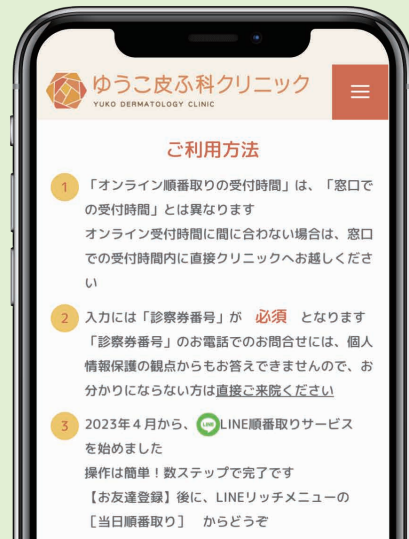 ゆうこ皮ふ科クリニック
YUKO DERMATOLOGY CLINIC
ご利用方法
1 「オンライン順番取りの受付時間」は、「窓口で
の受付時間」とは異なります
オンライン受付時間に間に合わない場合は、窓口
での受付時間内に直接クリニックへお越しくださ
い
2 入力には「診察券番号」が 必須 となります
「診察券番号」のお電話でのお問合せには、個人
情報保護の観点からもお答えできませんので、お
分かりにならない方は直接ご来院ください
3 2023年4月から、LINE LINE順番取りサービス
を始めました
操作は簡単！数ステップで完了です
【お友達登録】後に、LINEリッチメニューの
［当日順番取り］ からどうぞ